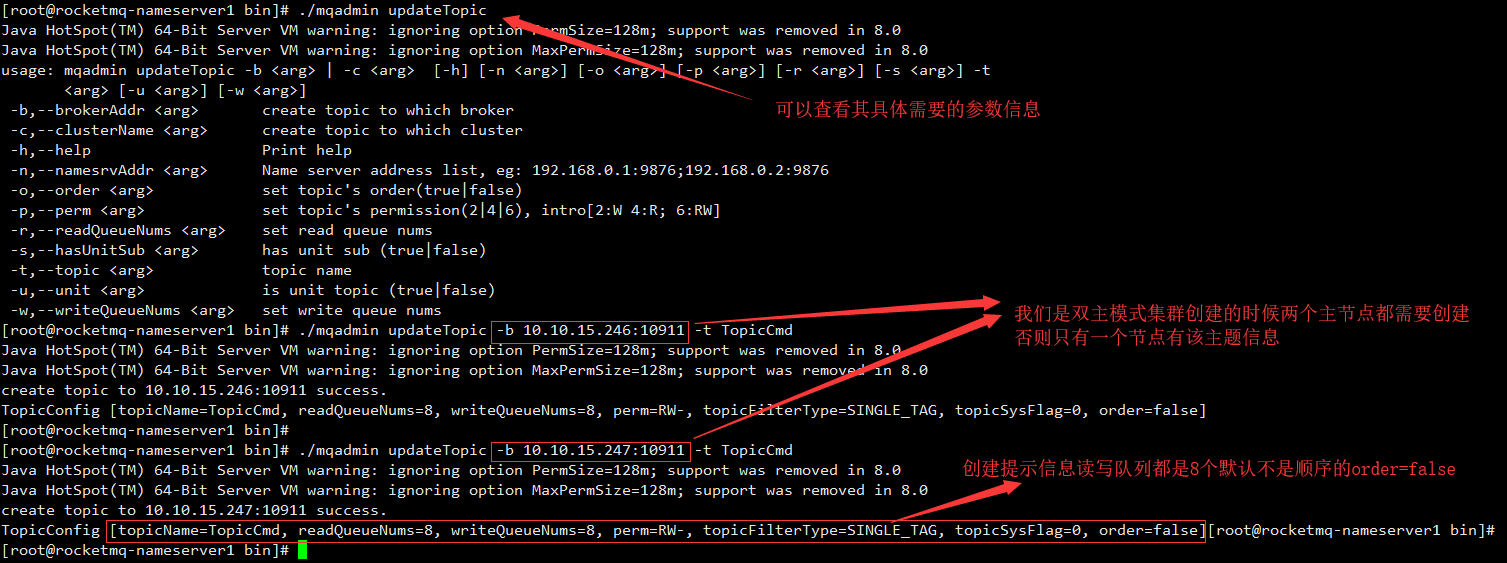 [root@rocketmq-nameserver1 bin]# ./mqadmin updateTopic
Java HotSpot(TM) 64-Bit Server VM warning: ignoring option PermSize=128m; support was removed in 8.0
Java HotSpot(TM) 64-Bit Server VM warning: ignoring option MaxPermSize=128m; support was removed in 8.0
usage: mqadmin updateTopic -b <arg> | -c <arg>  [-h] [-n <arg>] [-o <arg>] [-p <arg>] [-r <arg>] [-s <arg>] -t
<arg> [-u <arg>] [-w <arg>]
可以查看其具体需要的参数信息
-b,--brokerAddr <arg> create topic to which broker
-c,--clusterName <arg> create topic to which cluster
-h,--help Print help
-n,--namesrvAddr <arg> Name server address list, eg: 192.168.0.1:9876;192.168.0.2:9876
-o,--order <arg> set topic's order(true|false)
-p,--perm <arg> set topic's permission(2|4|6), intro[2:W 4:R; 6:RW]
-r,--readQueueNums <arg> set read queue nums
-s,--hasUnitSub <arg> has unit sub (true|false)
-t,--topic <arg> topic name
-u,--unit <arg> is unit topic (true|false)
-w,--writeQueueNums <arg> set write queue nums
我们是双主模式集群创建的时候两个主节点都需要创建
否则只有一个节点有该主题信息
[root@rocketmq-nameserver1 bin]# ./mqadmin updateTopic -b 10.10.15.246:10911 -t TopicCmd
Java HotSpot(TM) 64-Bit Server VM warning: ignoring option PermSize=128m; support was removed in 8.0
Java HotSpot(TM) 64-Bit Server VM warning: ignoring option MaxPermSize=128m; support was removed in 8.0
create topic to 10.10.15.246:10911 success.
TopicConfig [topicName=TopicCmd, readQueueNums=8, writeQueueNums=8, perm=RW-, topicFilterType=SINGLE_TAG, topicSysFlag=0, order=false]
[root@rocketmq-nameserver1 bin]#
[root@rocketmq-nameserver1 bin]# ./mqadmin updateTopic -b 10.10.15.247:10911 -t TopicCmd
Java HotSpot(TM) 64-Bit Server VM warning: ignoring option PermSize=128m; support was removed in 8.0
创建提示信息读写队列都是8个默认不是顺序的order=false
Java HotSpot(TM) 64-Bit Server VM warning: ignoring option MaxPermSize=128m; support was removed in 8.0
create topic to 10.10.15.247:10911 success.
TopicConfig [topicName=TopicCmd, readQueueNums=8, writeQueueNums=8, perm=RW-, topicFilterType=SINGLE_TAG, topicSysFlag=0, order=false][root@rocketmq-nameserver1 bin]#
[root@rocketmq-nameserver1 bin]#